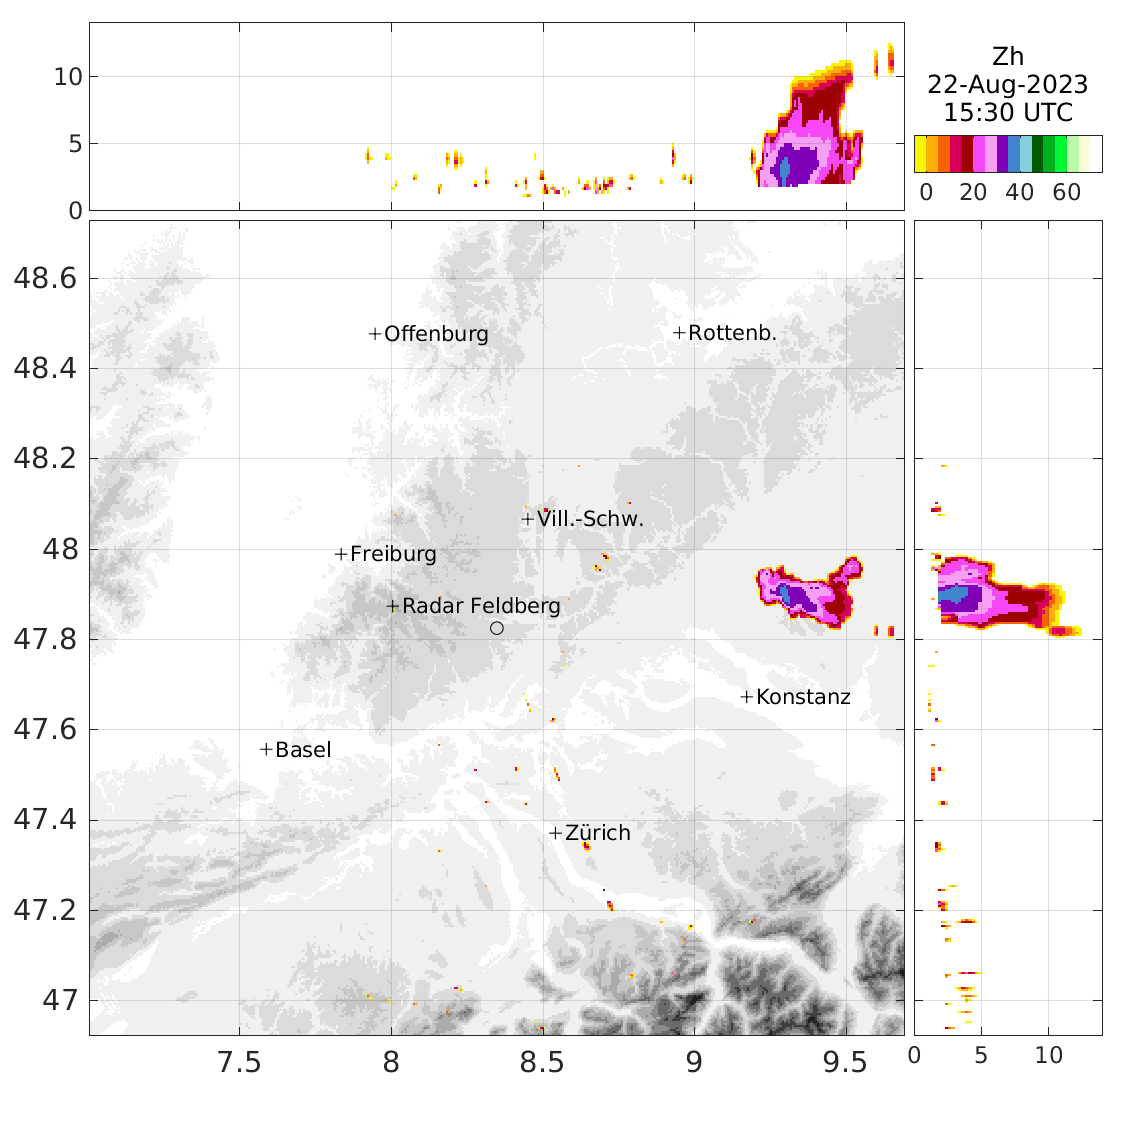 10
5
0
Zh
22-Aug-2023
15:30 UTC
0 20 40 60
48.6
48.4
48.2
48
47.8
47.6
47.4
47.2
47
+Offenburg
+Rottenb.
+Vill.-Schw.
+Freiburg
+Radar Feldberg
+Konstanz
+Basel
+Zürich
7.5 8 8.5 9 9.5
0 5 10